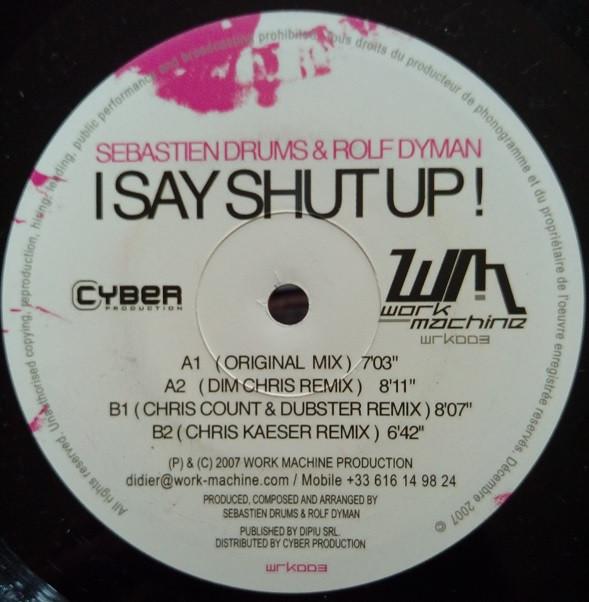 SEBASTIEN DRUMS & ROLF DYMAN
I SAY SHUT UP !
CYBER
PRODUCTION
WM
work
machine
wrk003
A1 ( ORIGINAL MIX ) 7'03"
A2 ( DIM CHRIS REMIX ) 8'11"
B1 ( CHRIS COUNT & DUBSTER REMIX ) 8'07"
B2 ( CHRIS KAESER REMIX ) 6'42"
(P) & (C) 2007 WORK MACHINE PRODUCTION
didier@work-machine.com / Mobile +33 616 14 98 24
PRODUCED, COMPOSED AND ARRANGED BY
SEBASTIEN DRUMS & ROLF DYMAN
PUBLISHED BY DIPIU SRL.
DISTRIBUTED BY CYBER PRODUCTION
wrk003
All rights reserved. Unauthorised copying, reproduction, hiring, lending, public performance and broadcasting prohibited. Tous droits du producteur de phonogramme et du propriétaire de l'oeuvre enregistrée réservés. Décembre 2007 ©